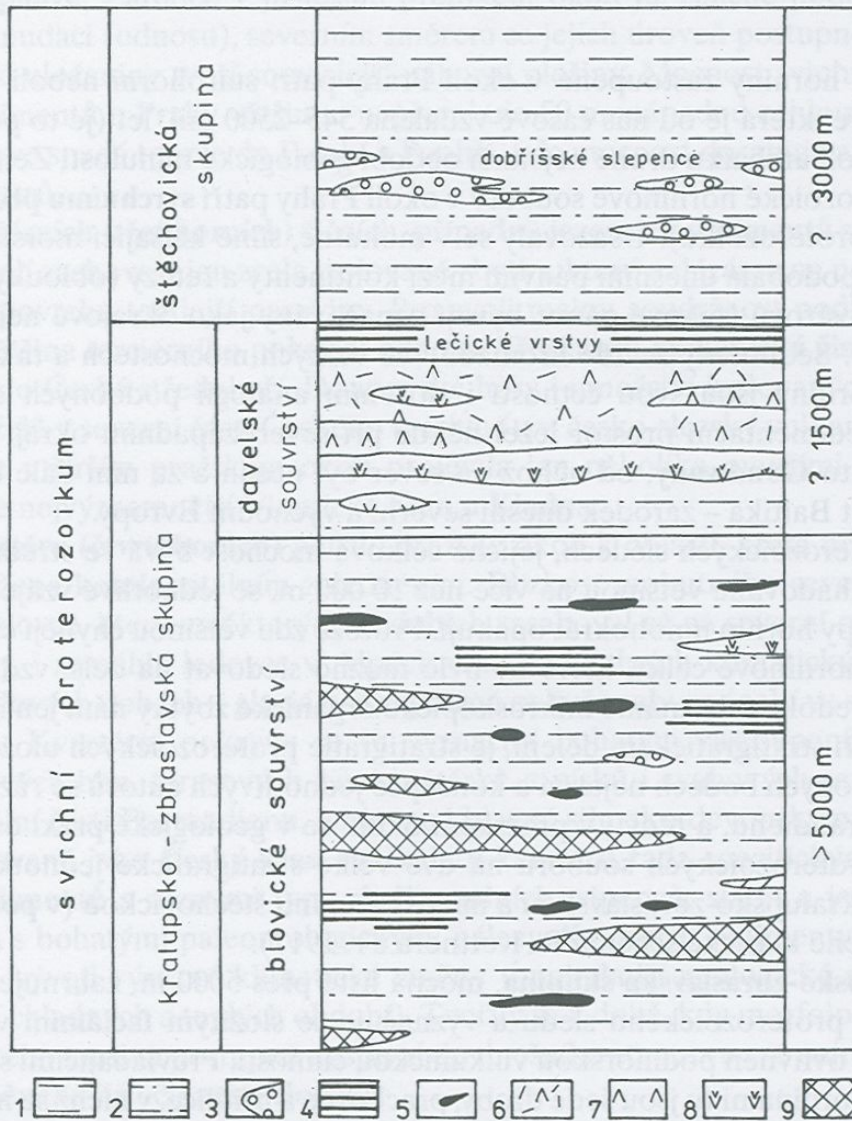 štěchovická
skupina
dobříšské slepence
? 3000 m
lečické vrstvy
davelské
souvrství
? 1500 m
svrchní proterozoikum
kralupsko-zbraslavská skupina
blovické souvrství
>5000 m
1 2 3 4 5 6 7 8 9